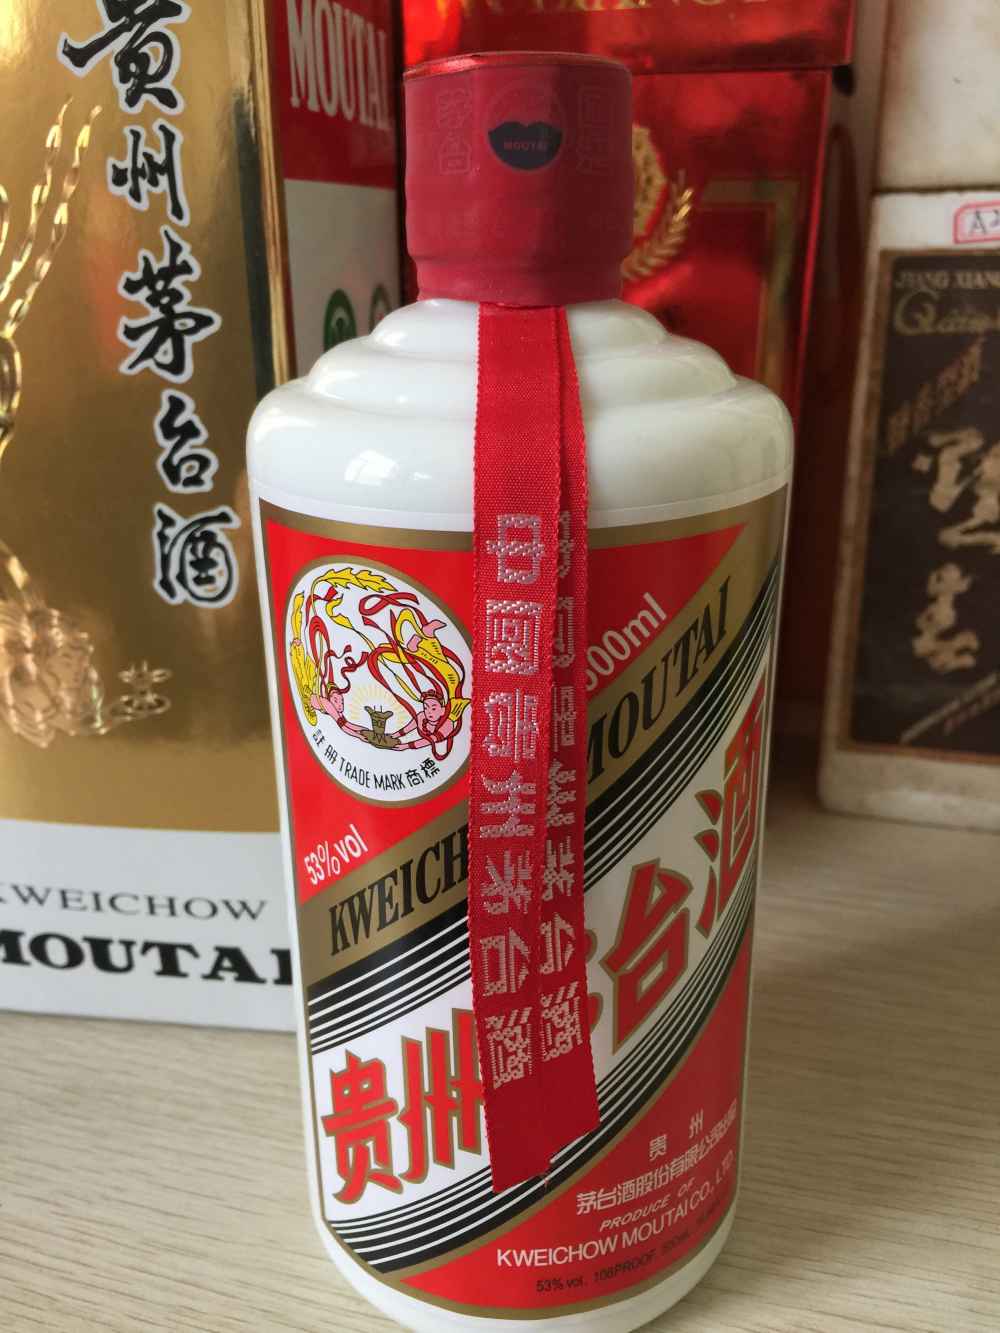 贵州茅台酒
MOUTAI
MOUTAI
500ml
註册 TRADE MARK 商標
53%vol
KWEICH
MOUTAI
中國貴州茅台酒
贵州
台酒
KWEICHOW
MOUTAI
贵州
茅台酒股份有限公司出品
PRODUCE OF
KWEICHOW MOUTAI CO., LTD.
53% vol. 106PROOF
JIANG XIANG